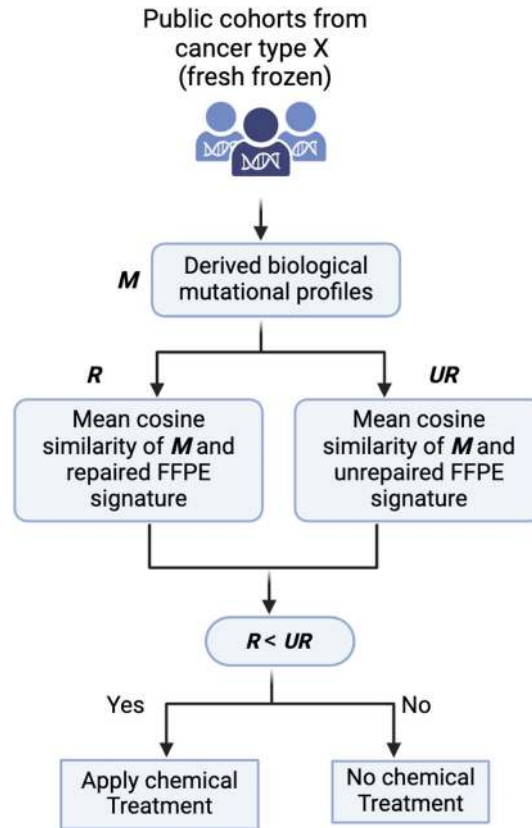 Public cohorts from
cancer type X
(fresh frozen)
M
Derived biological
mutational profiles
R
UR
Mean cosine
similarity of M and
repaired FFPE
signature
Mean cosine
similarity of M and
unrepaired FFPE
signature
R < UR
Yes
No
Apply chemical
Treatment
No chemical
Treatment